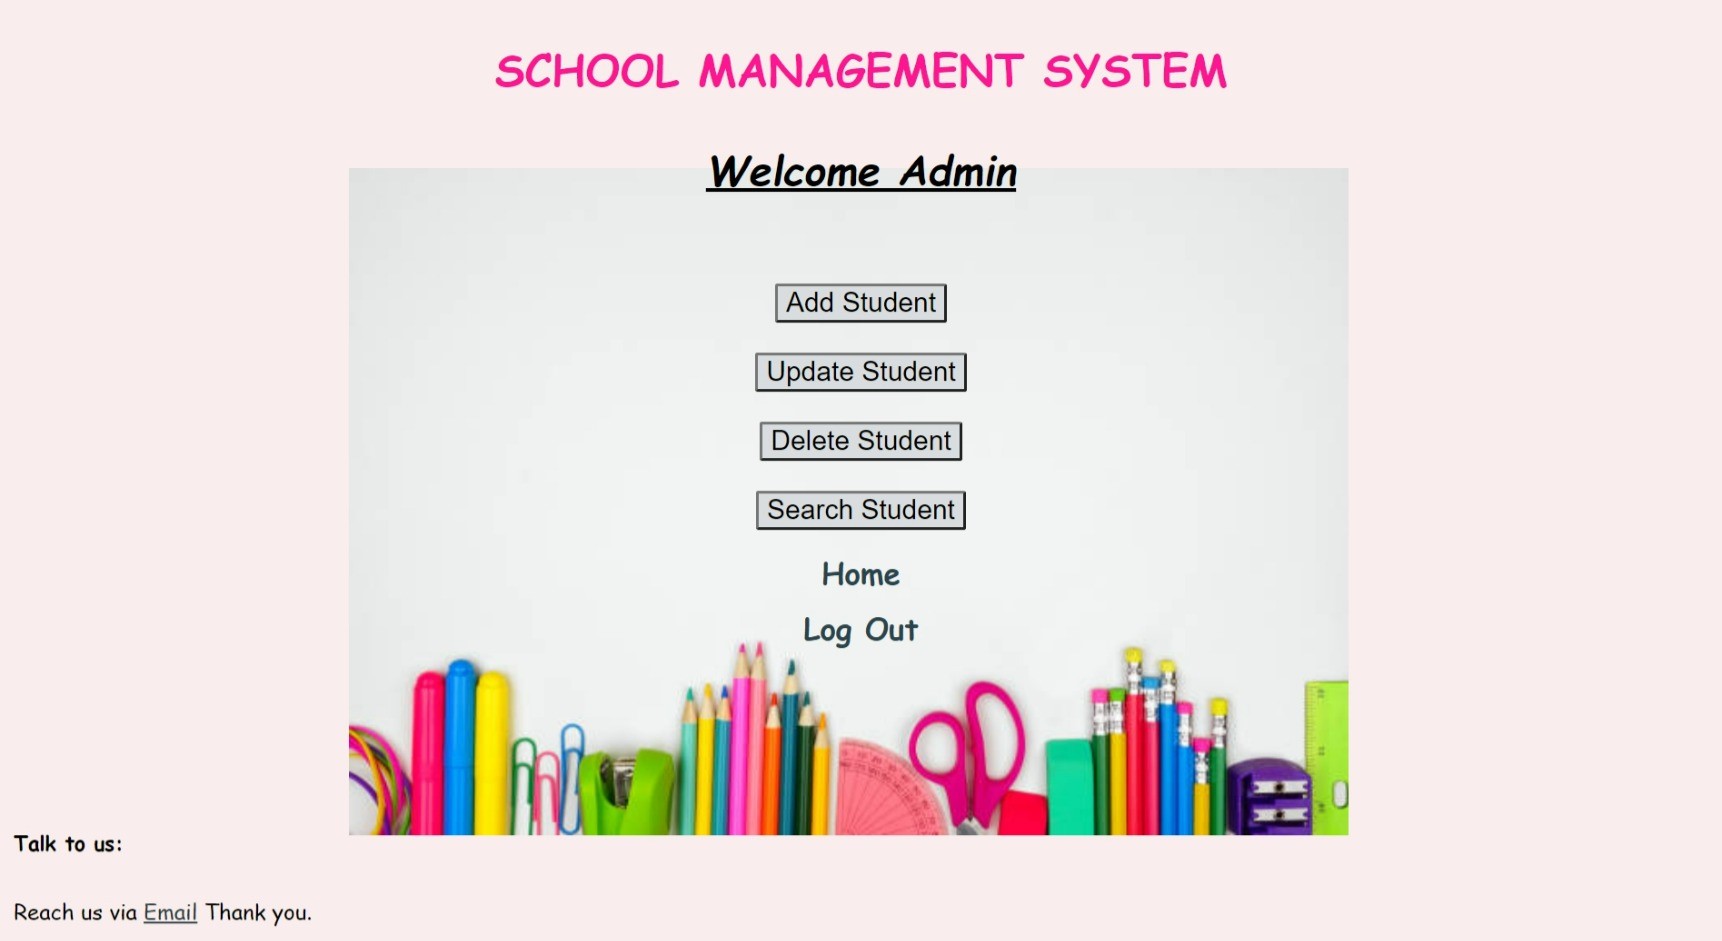 SCHOOL MANAGEMENT SYSTEM
Welcome Admin
Add Student
Update Student
Delete Student
Search Student
Home
Log Out
Talk to us:
Reach us via Email Thank you.